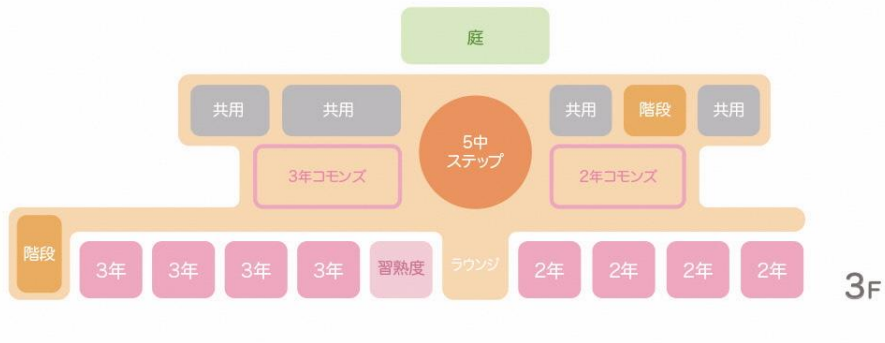 庭
共用
共用
5中
ステップ
共用
階段
共用
3年コモンズ
2年コモンズ
階段
3年
3年
3年
3年
習熟度
ラウンジ
2年
2年
2年
2年
3F